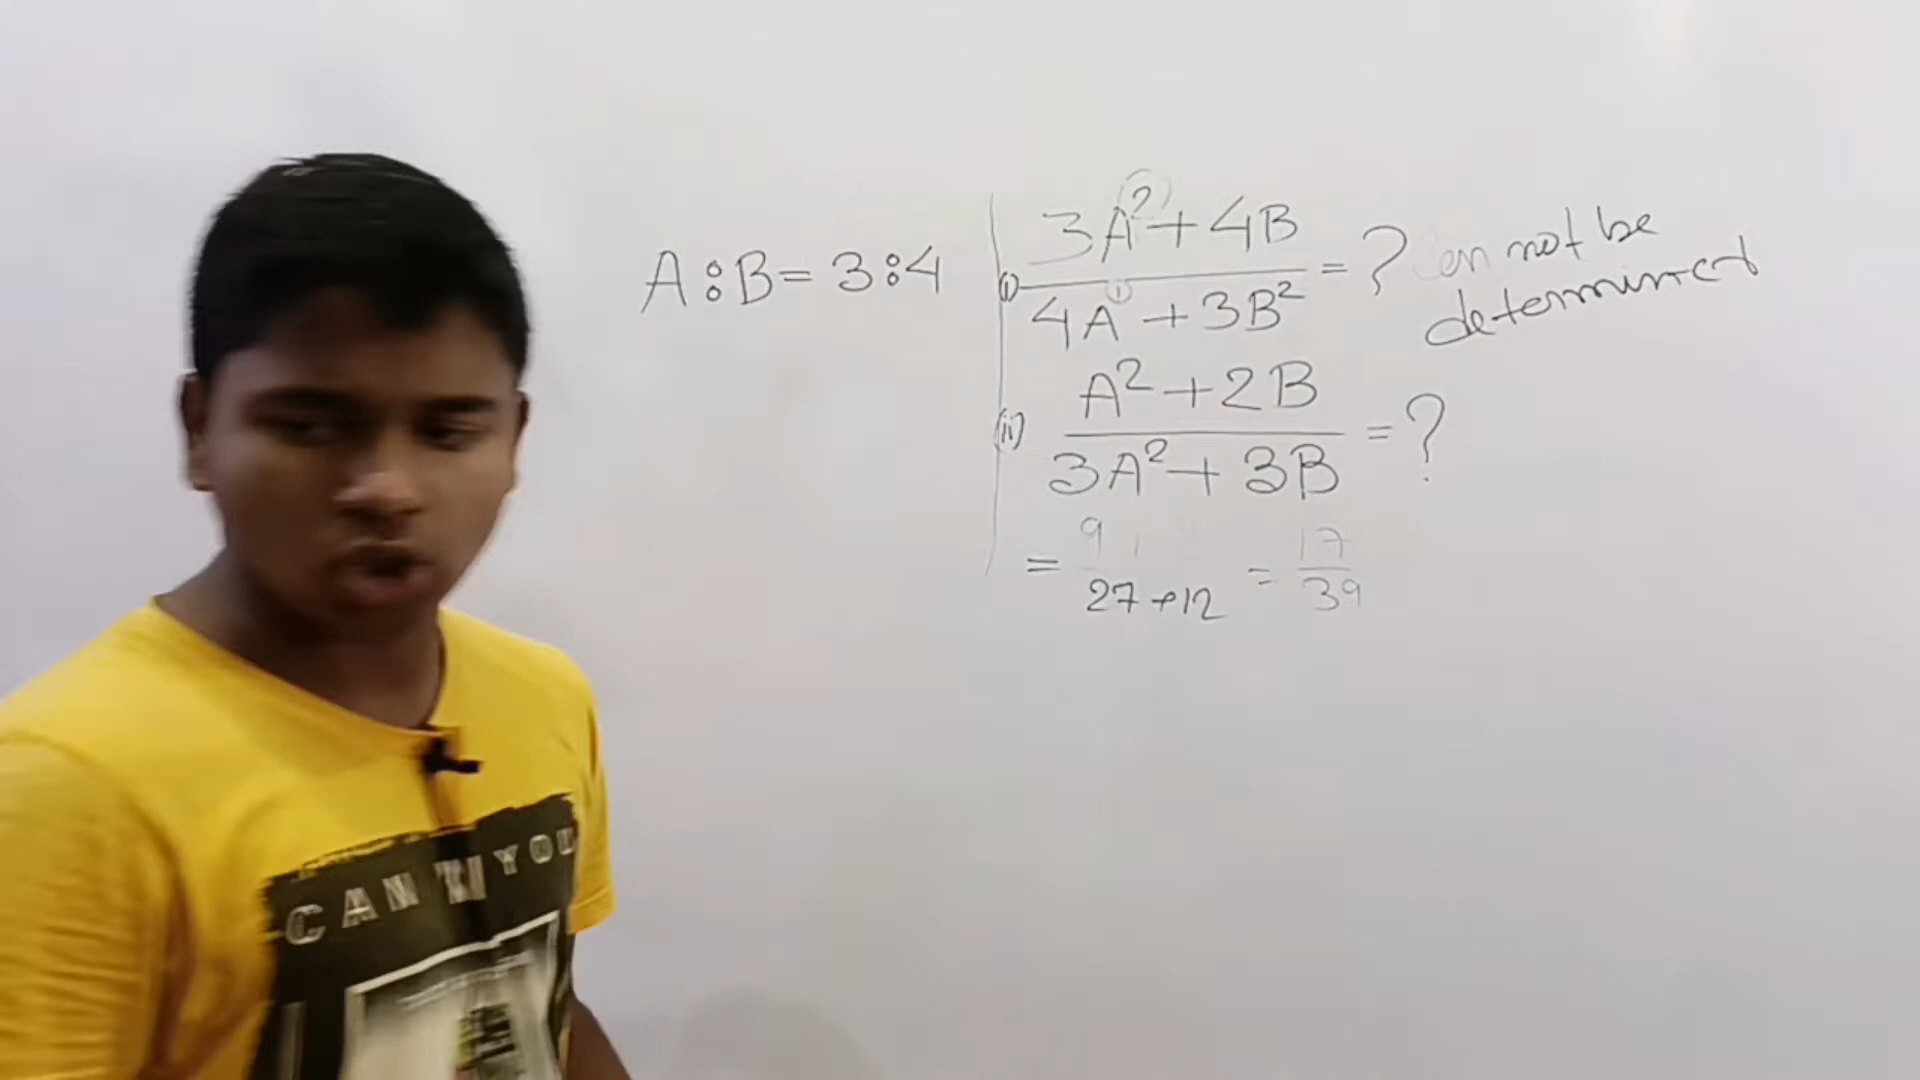 A:B = 3:4
(i) 3A²+4B / 4A+3B² = ? can not be
determined
(ii) A²+2B / 3A²+3B = ?
= 9 / 27+12 = 17/39
CAN YOU